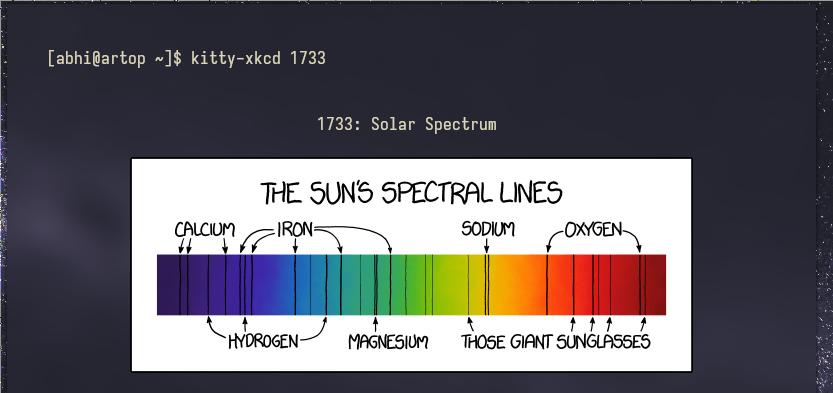 [abhi@artop ~]$ kitty-xkcd 1733
1733: Solar Spectrum
THE SUN'S SPECTRAL LINES
CALCIUM IRON SODIUM OXYGEN
HYDROGEN MAGNESIUM THOSE GIANT SUNGLASSES